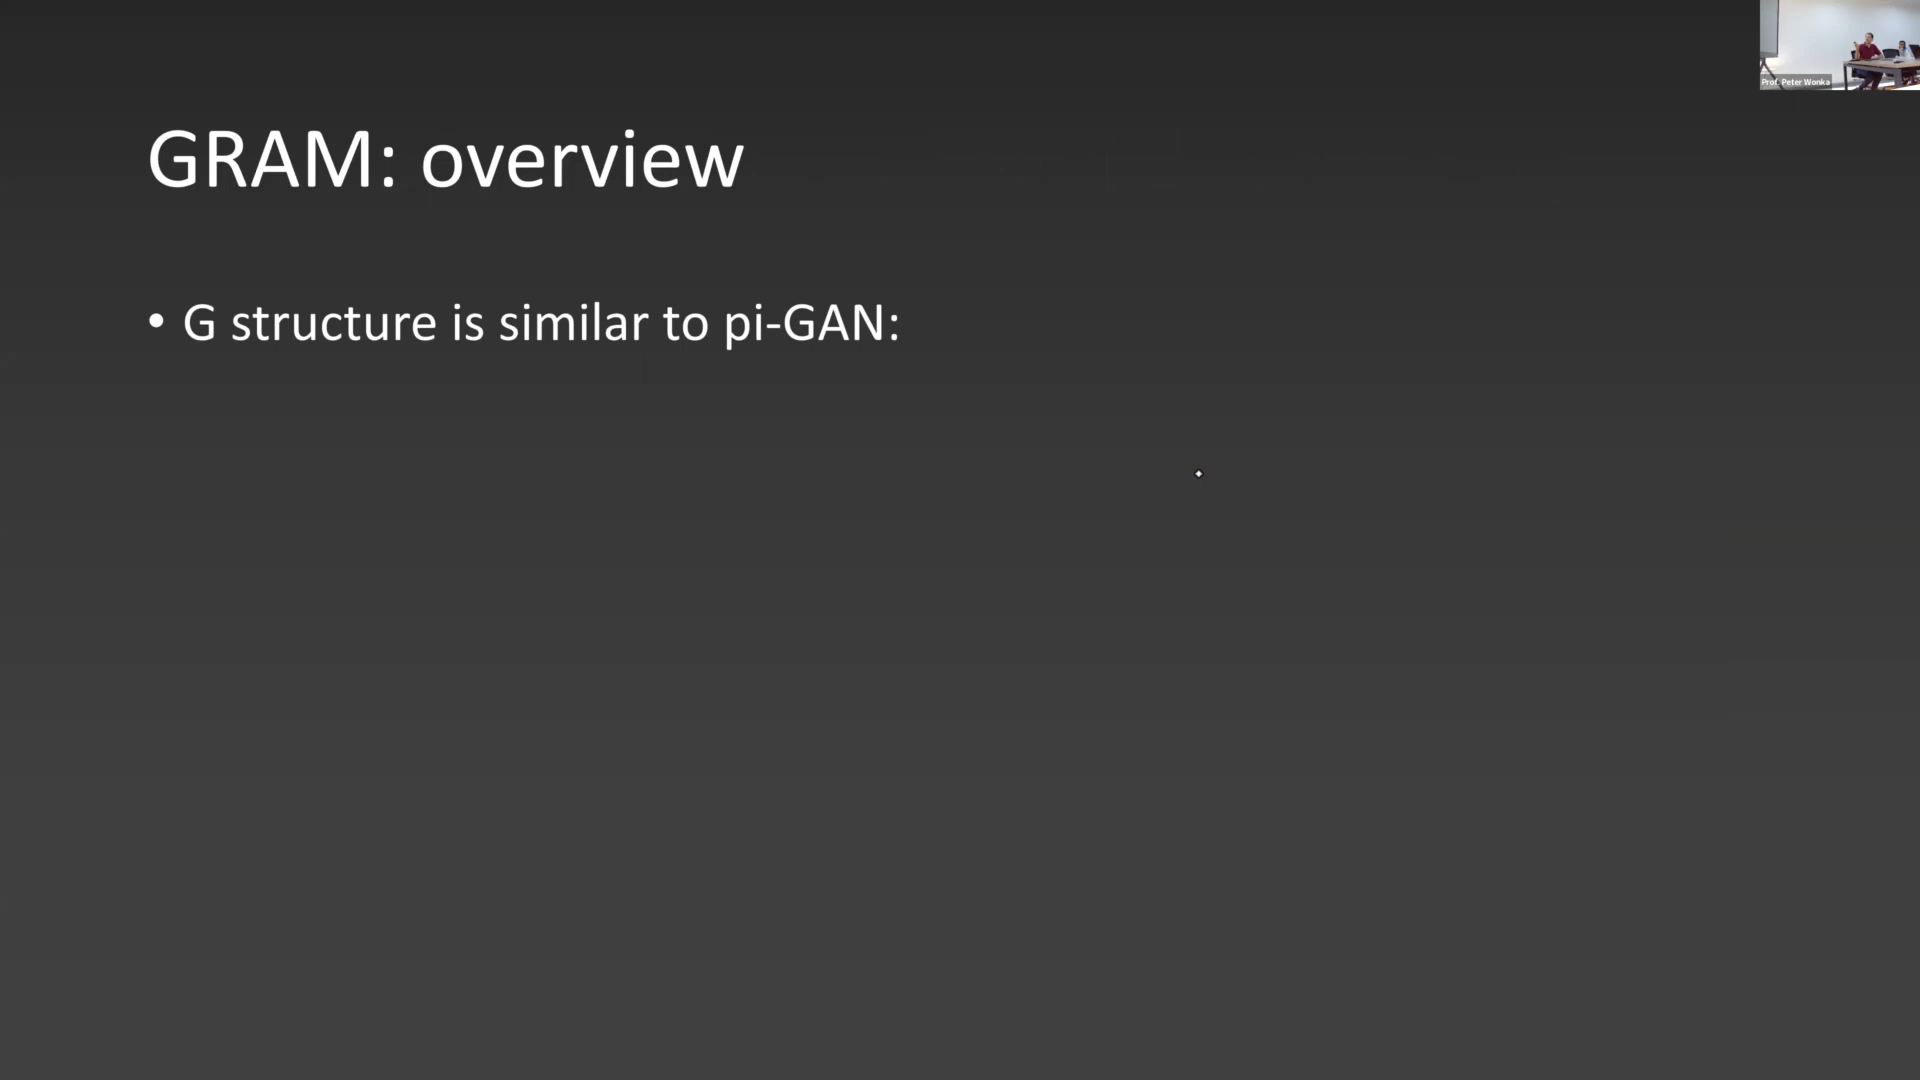 Prof. Peter Wonka
GRAM: overview
• G structure is similar to pi-GAN: